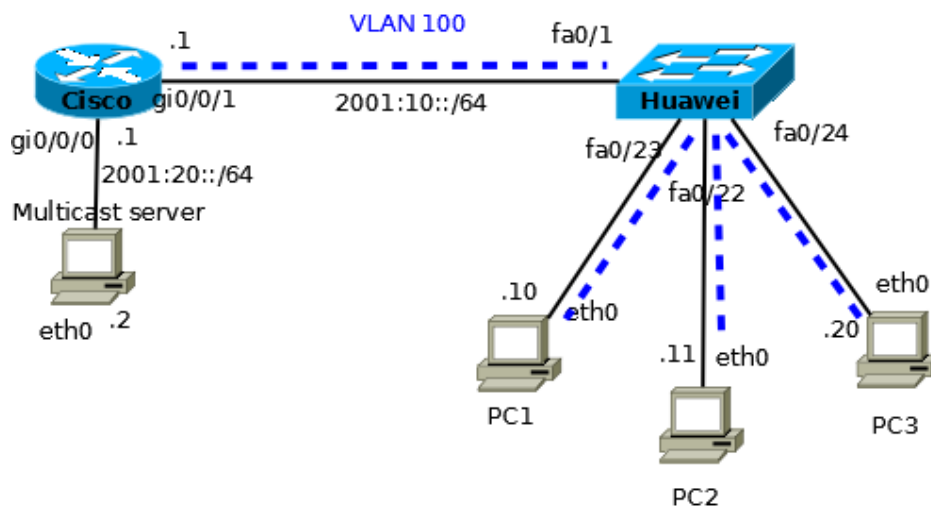 VLAN 100
.1
fa0/1
Cisco
gi0/0/1
2001:10::/64
Huawei
gi0/0/0
.1
fa0/23
fa0/24
2001:20::/64
fa0/22
Multicast server
.10
eth0
eth0
eth0
.2
.11
eth0
.20
PC1
PC3
PC2